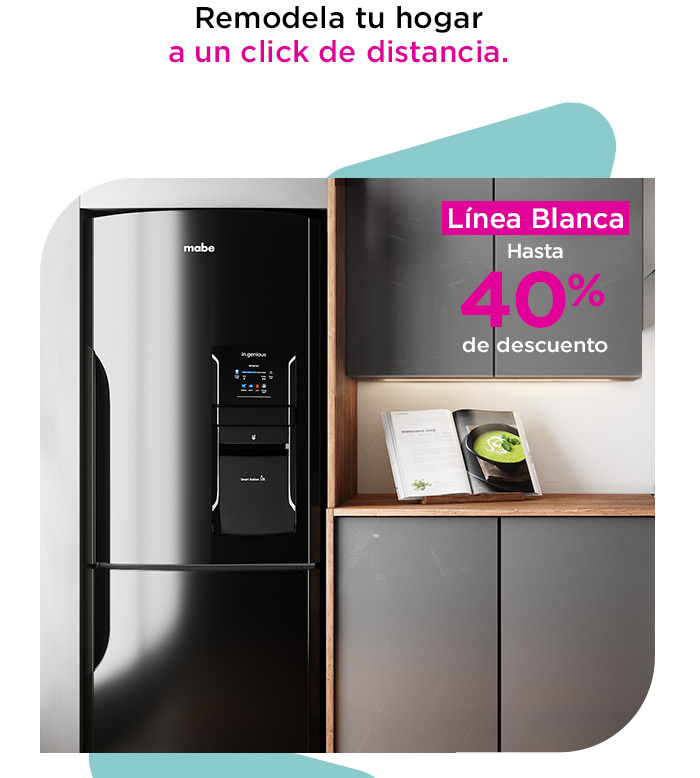 Remodela tu hogar
a un click de distancia.
Línea Blanca
Hasta
40%
de descuento
mabe
in.genious